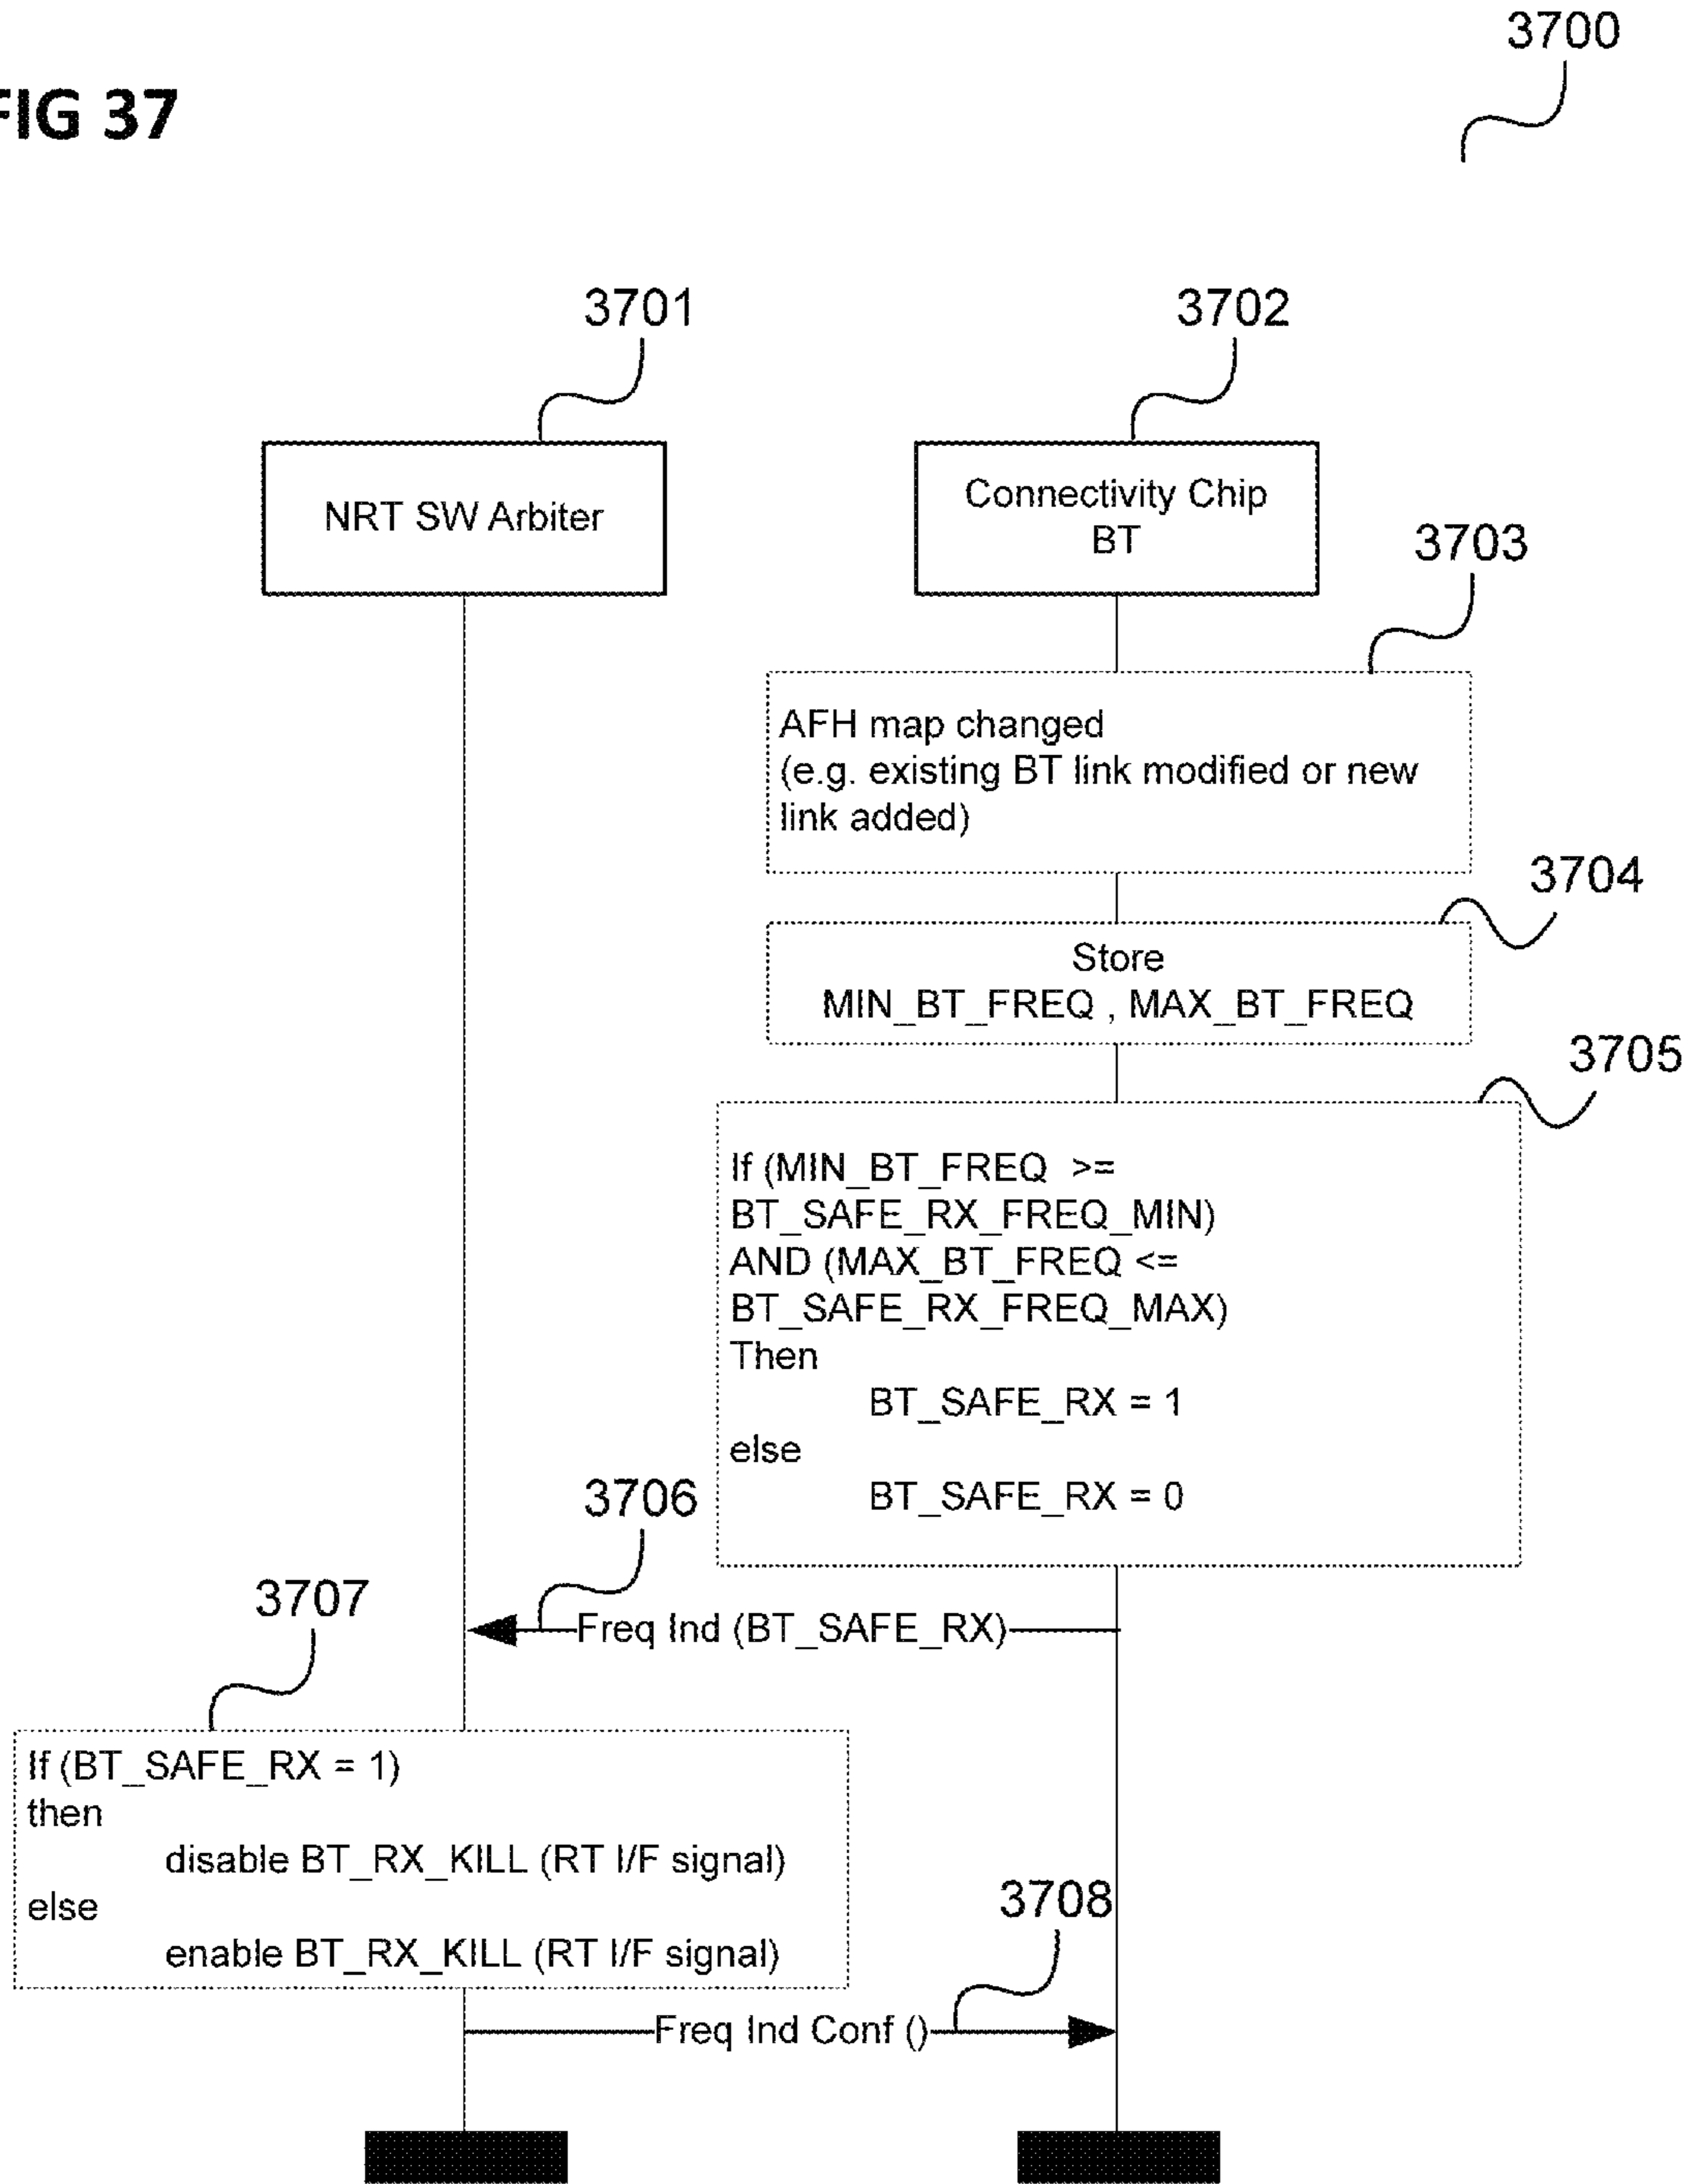 3700
FIG 37
3701
3702
NRT SW Arbiter
Connectivity Chip
BT
3703
AFH map changed
(e.g. existing BT link modified or new
link added)
3704
Store
MIN_BT_FREQ , MAX_BT_FREQ
3705
If (MIN_BT_FREQ >=
BT_SAFE_RX_FREQ_MIN)
AND (MAX_BT_FREQ <=
BT_SAFE_RX_FREQ_MAX)
Then
BT_SAFE_RX = 1
else
BT_SAFE_RX = 0
3706
Freq Ind (BT_SAFE_RX)
3707
If (BT_SAFE_RX = 1)
then
disable BT_RX_KILL (RT I/F signal)
else
enable BT_RX_KILL (RT I/F signal)
3708
Freq Ind Conf ()